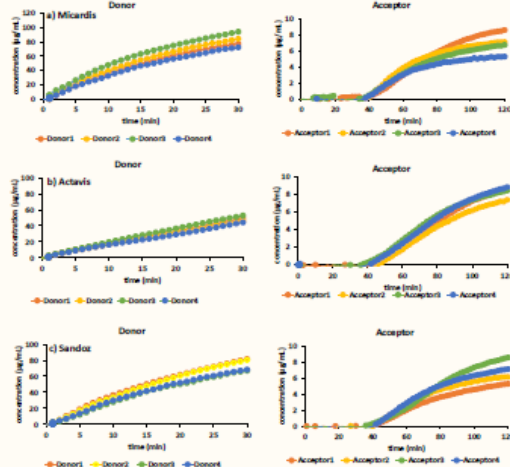 Donor
a) Micardis
120
100
80
60
40
20
0
concentration (µg/mL)
0 10 20 30
time (min)
Donor1 Donor2 Donor3 Donor4
Acceptor
10
8
6
4
2
0
concentration (µg/mL)
0 20 40 60 80 100 120
time (min)
Acceptor1 Acceptor2 Acceptor3 Acceptor4
Donor
b) Actavis
100
80
60
40
20
0
concentration (µg/mL)
0 5 10 15 20 25 30
time (min)
Donor1 Donor2 Donor3 Donor4
Acceptor
10
8
6
4
2
0
concentration (µg/mL)
0 20 40 60 80 100 120
time (min)
Acceptor1 Acceptor2 Acceptor3 Acceptor4
Donor
c) Sandoz
100
80
60
40
20
0
concentration (µg/mL)
0 5 10 15 20 25 30
time (min)
Donor1 Donor2 Donor3 Donor4
Acceptor
10
8
6
4
2
0
concentration (µg/mL)
0 20 40 60 80 100 120
time (min)
Acceptor1 Acceptor2 Acceptor3 Acceptor4